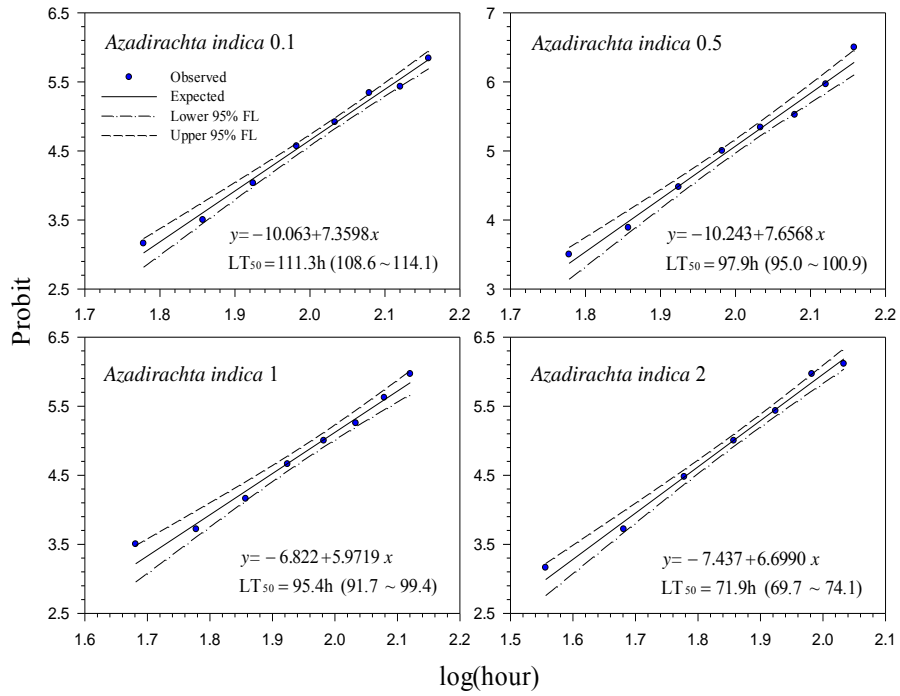 Probit
6.5
5.5
4.5
3.5
2.5
Azadirachta indica 0.1
Observed
Expected
Lower 95% FL
Upper 95% FL
y=−10.063+7.3598x
LT50=111.3h (108.6~114.1)
1.7 1.8 1.9 2.0 2.1 2.2
7
6
5
4
3
Azadirachta indica 0.5
y=−10.243+7.6568x
LT50=97.9h (95.0~100.9)
1.7 1.8 1.9 2.0 2.1 2.2
6.5
5.5
4.5
3.5
2.5
Azadirachta indica 1
y= −6.822+5.9719 x
LT50=95.4h (91.7 ~ 99.4)
1.6 1.7 1.8 1.9 2.0 2.1 2.2
6.5
5.5
4.5
3.5
2.5
Azadirachta indica 2
y= −7.437+6.6990 x
LT50=71.9h (69.7 ~ 74.1)
1.5 1.6 1.7 1.8 1.9 2.0 2.1
log(hour)